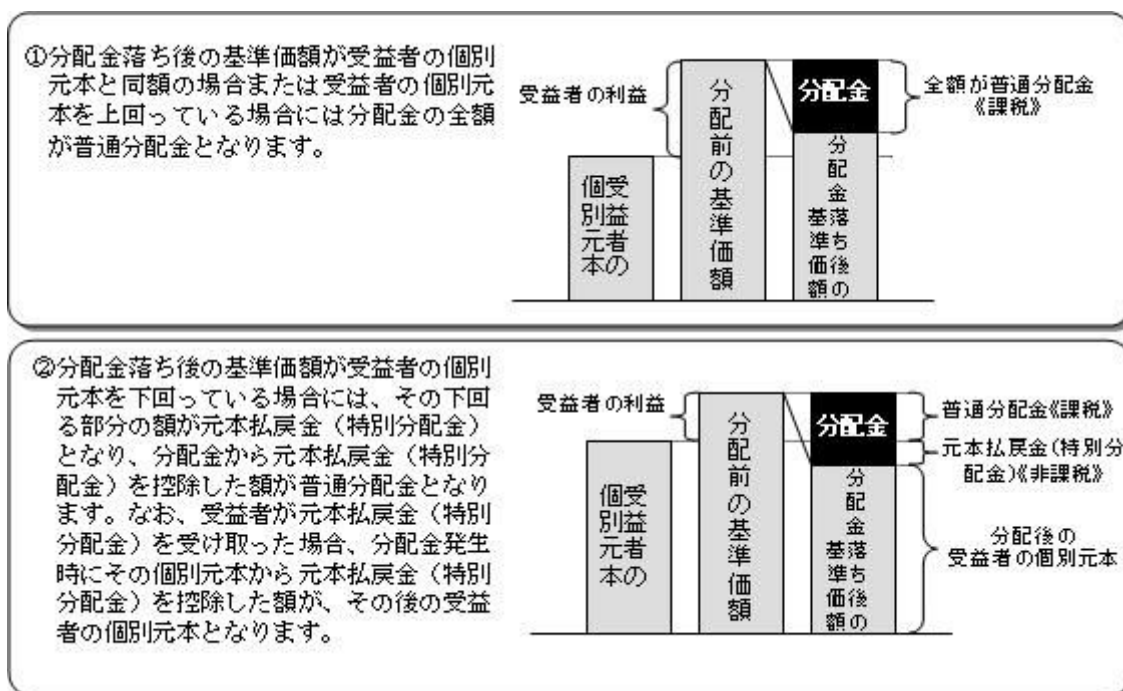 ①分配金落ち後の基準価額が受益者の個別
元本と同額の場合または受益者の個別元
本を上回っている場合には分配金の全額
が普通分配金となります。
受益者の利益
受益者の
個別元本
分配前の基準価額
分配金
分配金落ち後の
基準価額
全額が普通分配金
《課税》
②分配金落ち後の基準価額が受益者の個別
元本を下回っている場合には、その下回
る部分の額が元本払戻金（特別分配金）
となり、分配金から元本払戻金（特別分
配金）を控除した額が普通分配金となり
ます。なお、受益者が元本払戻金（特別
分配金）を受け取った場合、分配金発生
時にその個別元本から元本払戻金（特別
分配金）を控除した額が、その後の受益
者の個別元本となります。
受益者の利益
受益者の
個別元本
分配前の基準価額
分配金
分配金落ち後の
基準価額
普通分配金《課税》
元本払戻金(特別分
配金)《非課税》
分配後の
受益者の個別元本